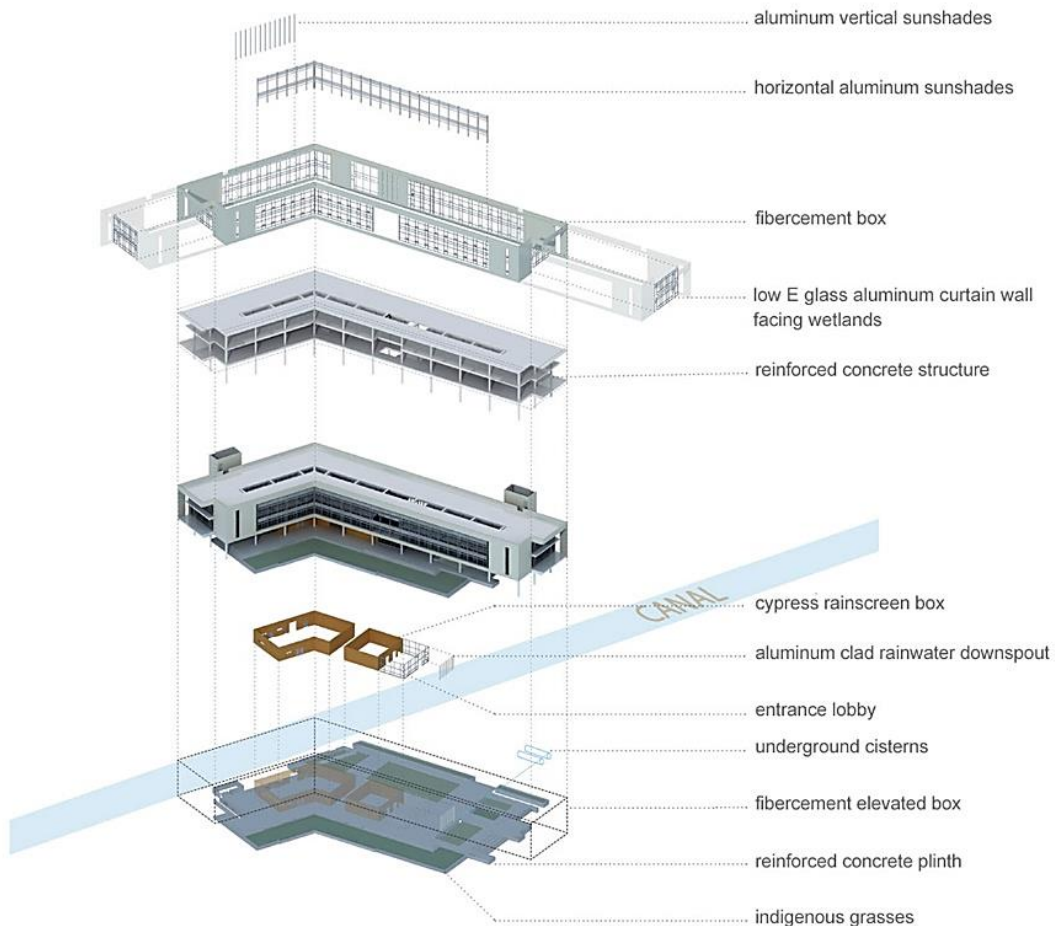 aluminum vertical sunshades
horizontal aluminum sunshades
fibercement box
low E glass aluminum curtain wall
facing wetlands
reinforced concrete structure
CANAL
cypress rainscreen box
aluminum clad rainwater downspout
entrance lobby
underground cisterns
fibercement elevated box
reinforced concrete plinth
indigenous grasses